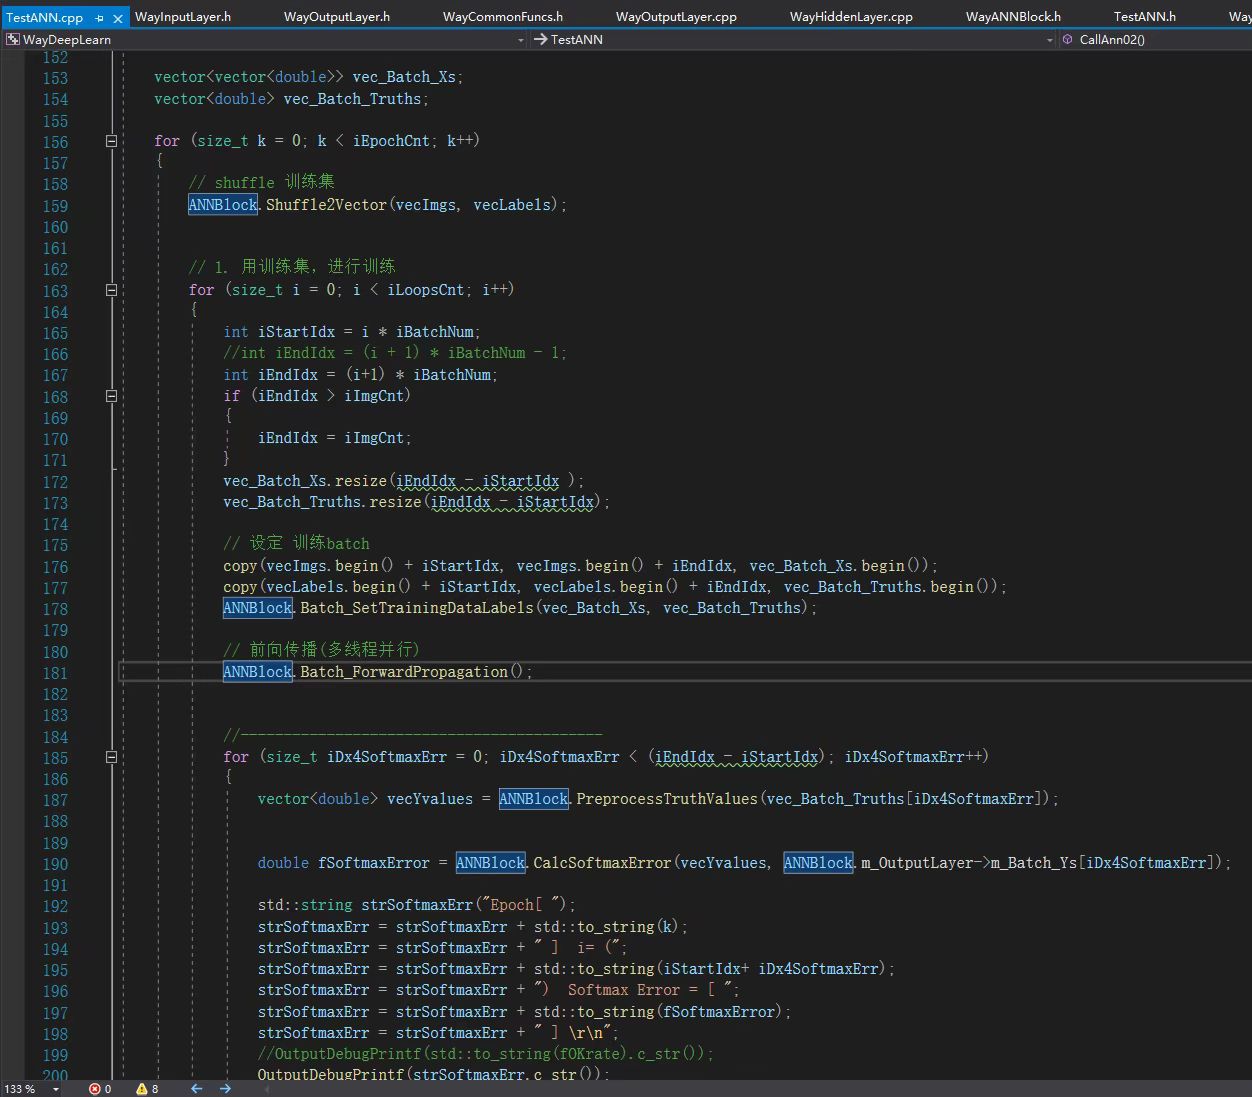 TestANN.cpp WayInputLayer.h WayOutputLayer.h WayCommonFuncs.h WayOutputLayer.cpp WayHiddenLayer.cpp WayANNBlock.h TestANN.h
WayDeepLearn TestANN CallAnn02()
152
153 vector<vector<double>> vec_Batch_Xs;
154 vector<double> vec_Batch_Truths;
155
156 for (size_t k = 0; k < iEpochCnt; k++)
157 {
158 // shuffle 训练集
159 ANNBlock.Shuffle2Vector(vecImgs, vecLabels);
160
161
162 // 1. 用训练集，进行训练
163 for (size_t i = 0; i < iLoopsCnt; i++)
164 {
165 int iStartIdx = i * iBatchNum;
166 //int iEndIdx = (i + 1) * iBatchNum - 1;
167 int iEndIdx = (i+1) * iBatchNum;
168 if (iEndIdx > iImgCnt)
169 {
170 iEndIdx = iImgCnt;
171 }
172 vec_Batch_Xs.resize(iEndIdx - iStartIdx );
173 vec_Batch_Truths.resize(iEndIdx - iStartIdx);
174
175 // 设定 训练batch
176 copy(vecImgs.begin() + iStartIdx, vecImgs.begin() + iEndIdx, vec_Batch_Xs.begin());
177 copy(vecLabels.begin() + iStartIdx, vecLabels.begin() + iEndIdx, vec_Batch_Truths.begin());
178 ANNBlock.Batch_SetTrainingDataLabels(vec_Batch_Xs, vec_Batch_Truths);
179
180 // 前向传播(多线程并行)
181 ANNBlock.Batch_ForwardPropagation();
182
183
184 //------------------------------------------
185 for (size_t iDx4SoftmaxErr = 0; iDx4SoftmaxErr < (iEndIdx - iStartIdx); iDx4SoftmaxErr++)
186 {
187 vector<double> vecYvalues = ANNBlock.PreprocessTruthValues(vec_Batch_Truths[iDx4SoftmaxErr]);
188
189
190 double fSoftmaxError = ANNBlock.CalcSoftmaxError(vecYvalues, ANNBlock.m_OutputLayer->m_Batch_Ys[iDx4SoftmaxErr]);
191
192 std::string strSoftmaxErr("Epoch[ ");
193 strSoftmaxErr = strSoftmaxErr + std::to_string(k);
194 strSoftmaxErr = strSoftmaxErr + " ]  i= (";
195 strSoftmaxErr = strSoftmaxErr + std::to_string(iStartIdx+ iDx4SoftmaxErr);
196 strSoftmaxErr = strSoftmaxErr + ")  Softmax Error = [ ";
197 strSoftmaxErr = strSoftmaxErr + std::to_string(fSoftmaxError);
198 strSoftmaxErr = strSoftmaxErr + " ] \r\n";
199 //OutputDebugPrintf(std::to_string(fOKrate).c_str());
200 OutputDebugPrintf(strSoftmaxErr.c_str());
133 % 0 8